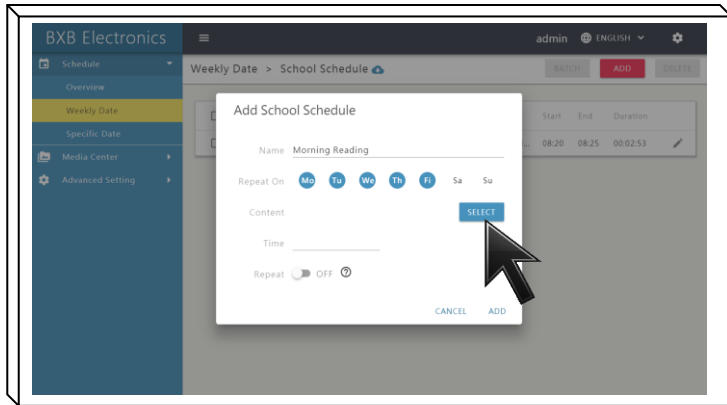 BXB Electronics
admin ENGLISH
Schedule
Weekly Date > School Schedule
BATCH ADD DELETE
Overview
Weekly Date
Specific Date
Media Center
Advanced Setting
Start End Duration
... 08:20 08:25 00:02:53
Add School Schedule
Name Morning Reading
Repeat On Mo Tu We Th Fi Sa Su
Content SELECT
Time
Repeat OFF
CANCEL ADD